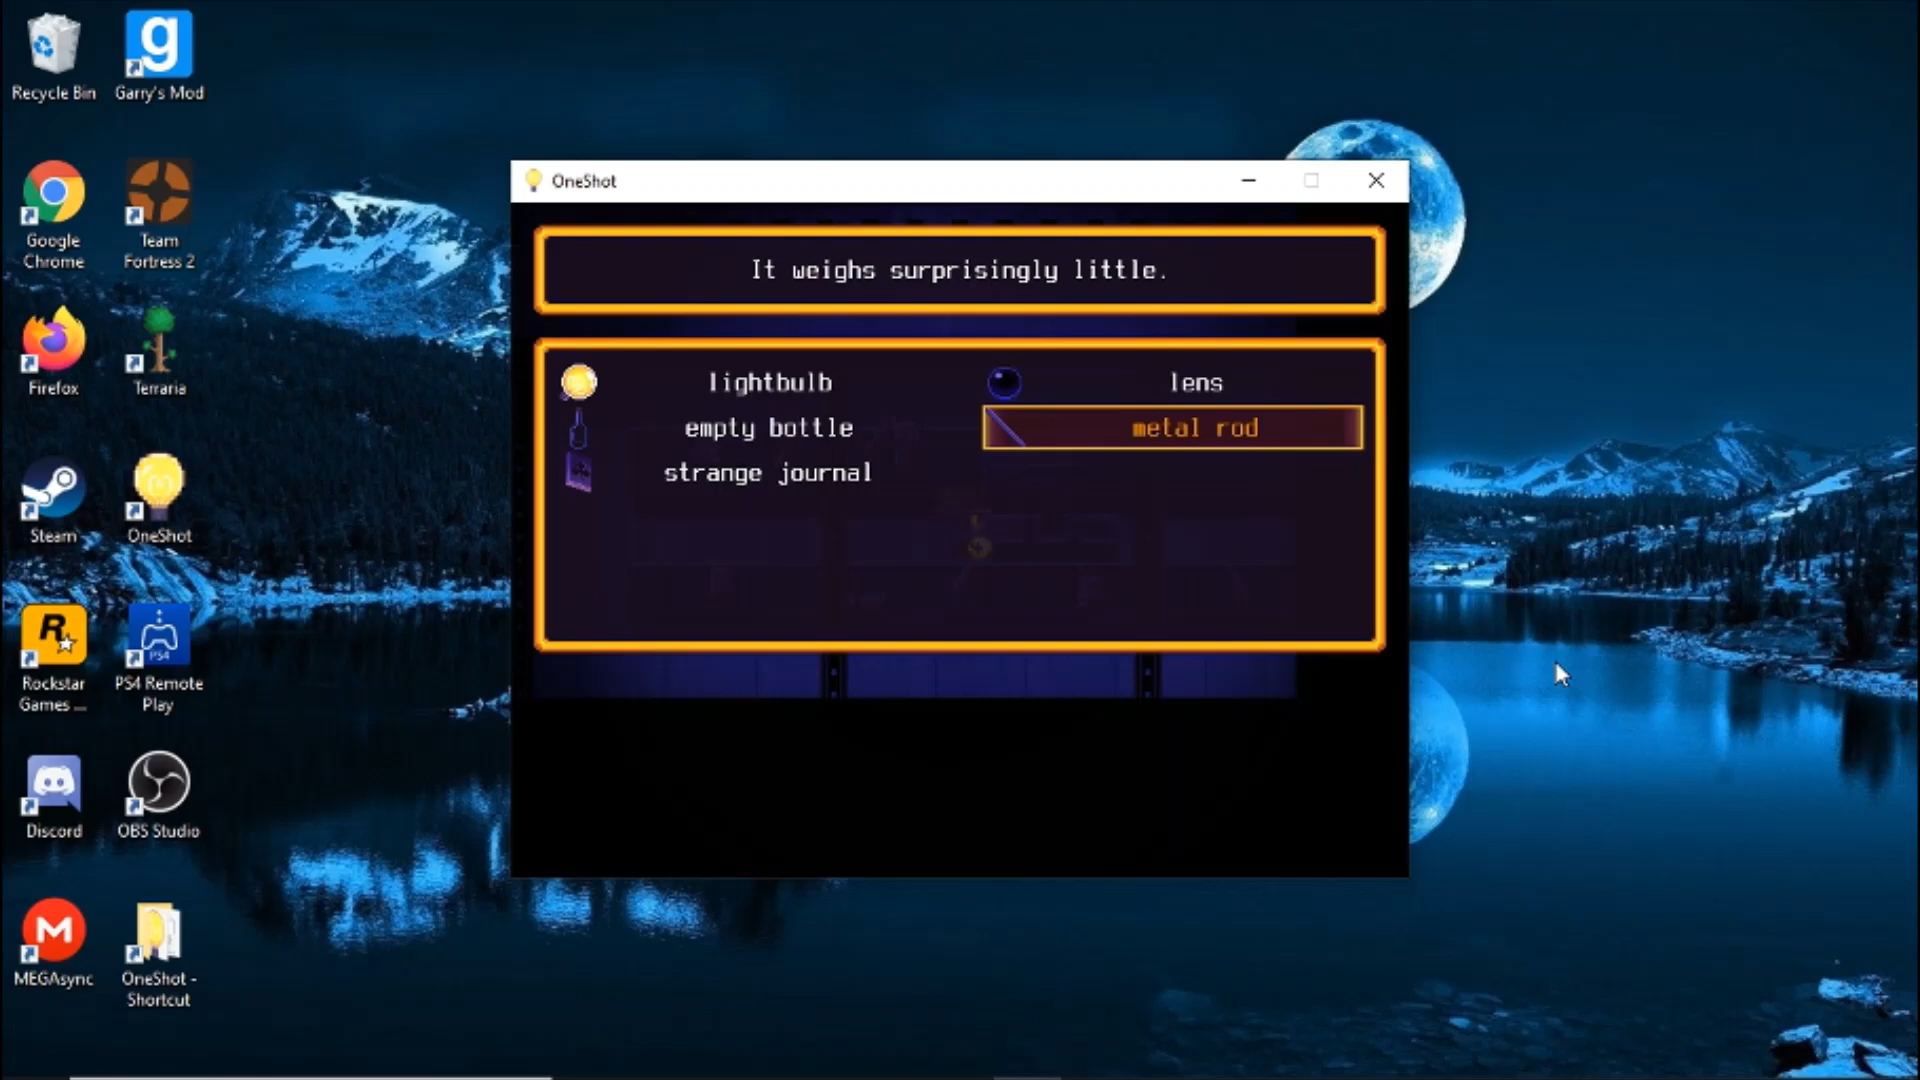 Recycle Bin
Garry's Mod
Google
Chrome
Team
Fortress 2
Firefox
Terraria
Steam
OneShot
Rockstar
Games ...
PS4 Remote
Play
PS4
Discord
OBS Studio
MEGAsync
OneShot -
Shortcut
OneShot
It weighs surprisingly little.
lightbulb
lens
empty bottle
metal rod
strange journal